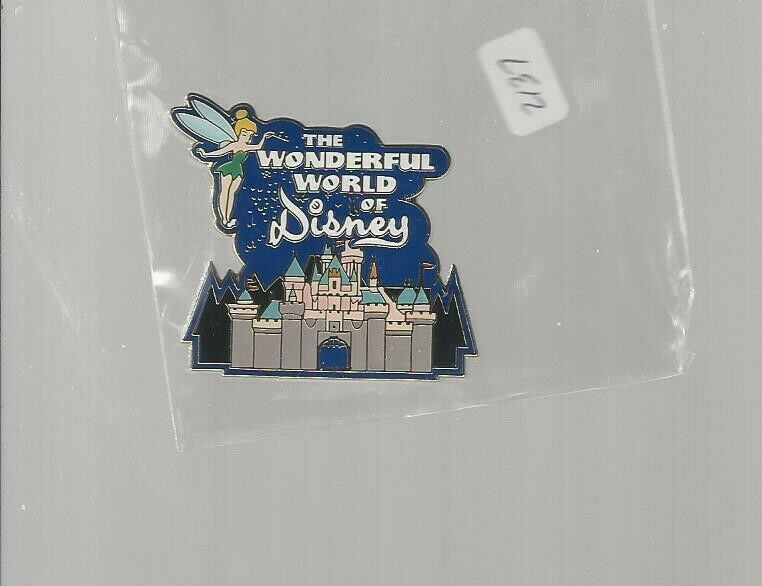 THE
WONDERFUL
WORLD
OF
Disney